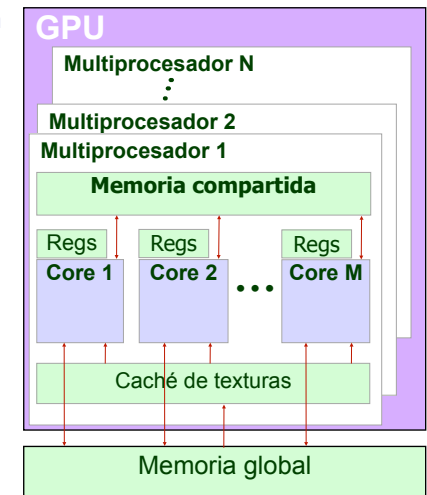 GPU
Multiprocesador N
Multiprocesador 2
Multiprocesador 1
Memoria compartida
Regs Regs Regs
Core 1 Core 2 Core M
Caché de texturas
Memoria global